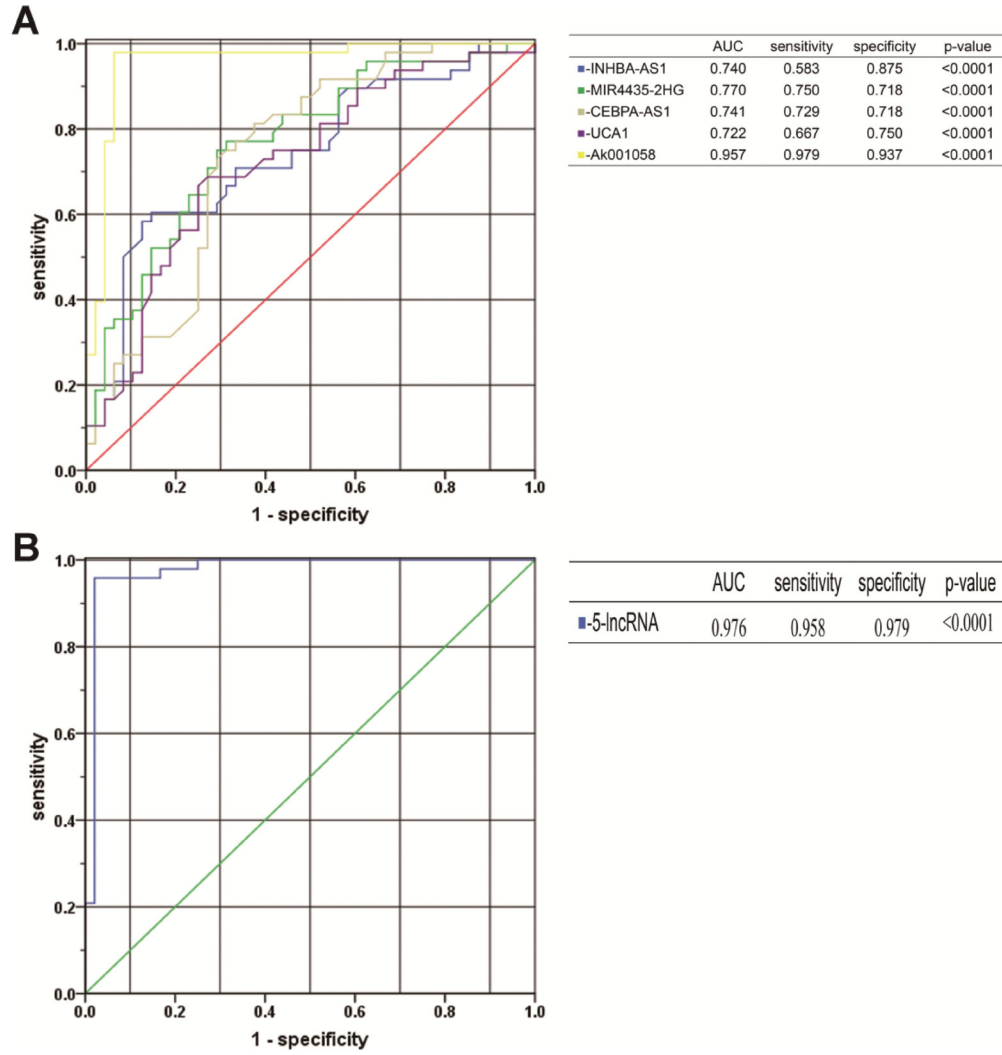 A
AUC sensitivity specificity p-value
-INHBA-AS1 0.740 0.583 0.875 <0.0001
-MIR4435-2HG 0.770 0.750 0.718 <0.0001
-CEBPA-AS1 0.741 0.729 0.718 <0.0001
-UCA1 0.722 0.667 0.750 <0.0001
-Ak001058 0.957 0.979 0.937 <0.0001
1.0
0.8
0.6
0.4
0.2
0.0
sensitivity
0.0 0.2 0.4 0.6 0.8 1.0
1 - specificity
B
AUC sensitivity specificity p-value
-5-lncRNA 0.976 0.958 0.979 <0.0001
1.0
0.8
0.6
0.4
0.2
0.0
sensitivity
0.0 0.2 0.4 0.6 0.8 1.0
1 - specificity